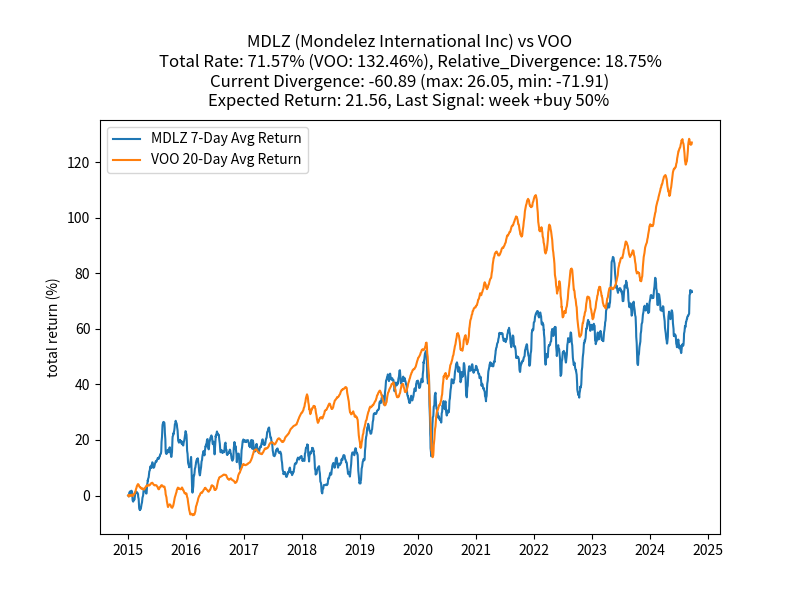 MDLZ (Mondelez International Inc) vs VOO
Total Rate: 71.57% (VOO: 132.46%), Relative_Divergence: 18.75%
Current Divergence: -60.89 (max: 26.05, min: -71.91)
Expected Return: 21.56, Last Signal: week +buy 50%
MDLZ 7-Day Avg Return
VOO 20-Day Avg Return
total return (%)
120
100
80
60
40
20
0
2015 2016 2017 2018 2019 2020 2021 2022 2023 2024 2025